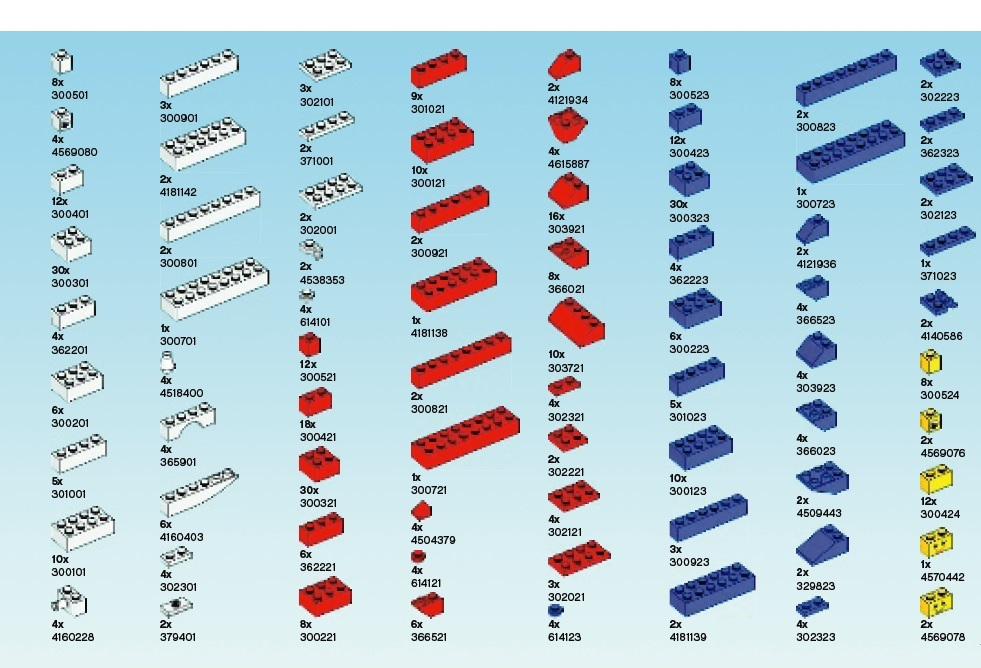 8x
300501
4x
4569080
12x
300401
30x
300301
4x
362201
6x
300201
5x
301001
10x
300101
4x
4160228
3x
300901
2x
4181142
2x
300801
1x
300701
4x
4518400
4x
365901
6x
4160403
4x
302301
2x
379401
3x
302101
2x
371001
2x
302001
2x
4538353
4x
614101
12x
300521
18x
300421
30x
300321
6x
362221
8x
300221
9x
301021
10x
300121
2x
300921
1x
4181138
2x
300821
1x
300721
4x
4504379
4x
614121
6x
366521
2x
4121934
4x
4615887
16x
303921
8x
366021
10x
303721
4x
302321
2x
302221
4x
302121
3x
302021
4x
614123
8x
300523
12x
300423
30x
300323
4x
362223
6x
300223
5x
301023
10x
300123
3x
300923
2x
4181139
2x
300823
1x
300723
2x
4121936
4x
366523
4x
303923
4x
366023
2x
4509443
2x
329823
4x
302323
2x
302223
2x
362323
2x
302123
1x
371023
2x
4140586
8x
300524
2x
4569076
12x
300424
1x
4570442
2x
4569078